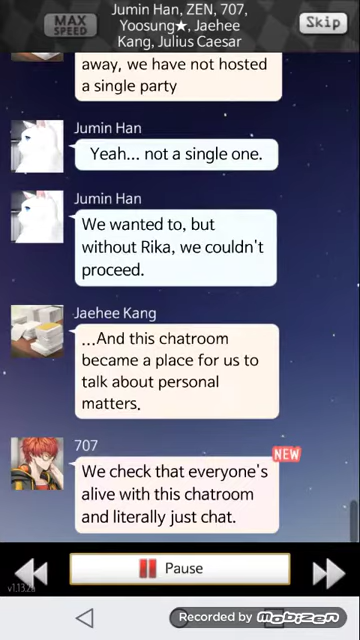 Jumin Han, ZEN, 707,
Yoosung★, Jaehee
Kang, Julius Caesar
MAX
SPEED
Skip
away, we have not hosted
a single party
Jumin Han
Yeah... not a single one.
Jumin Han
We wanted to, but
without Rika, we couldn't
proceed.
Jaehee Kang
...And this chatroom
became a place for us to
talk about personal
matters.
707
NEW
We check that everyone's
alive with this chatroom
and literally just chat.
Pause
Recorded by Mobizen